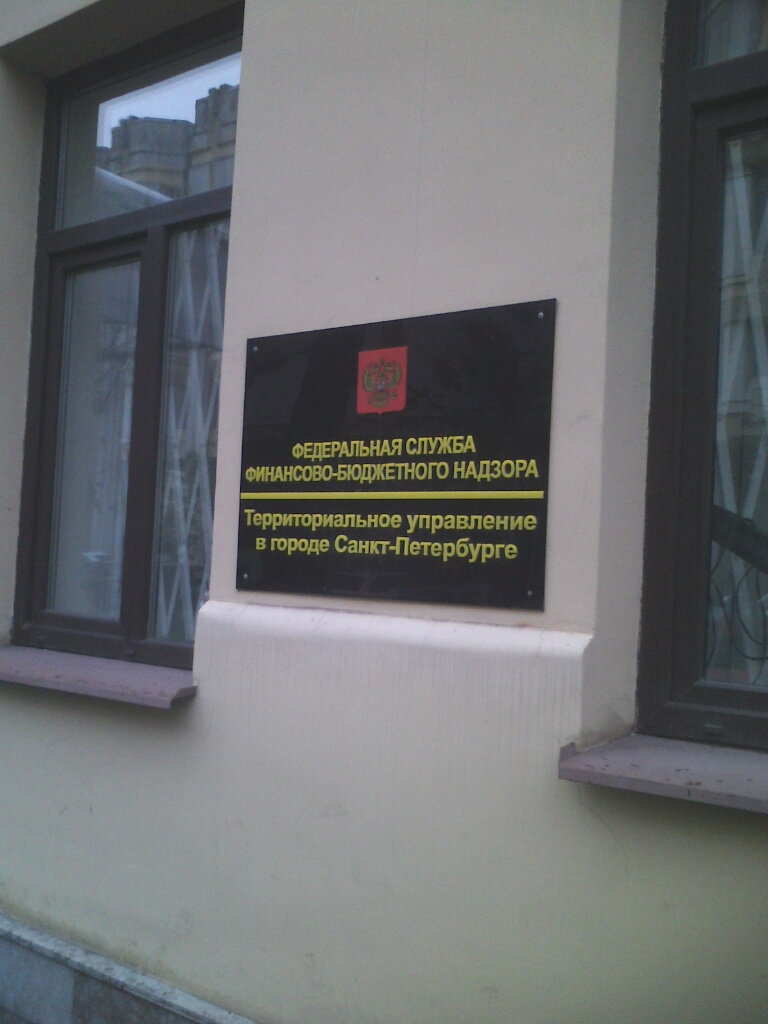 ФЕДЕРАЛЬНАЯ СЛУЖБА
ФИНАНСОВО-БЮДЖЕТНОГО НАДЗОРА
Территориальное управление
в городе Санкт-Петербурге